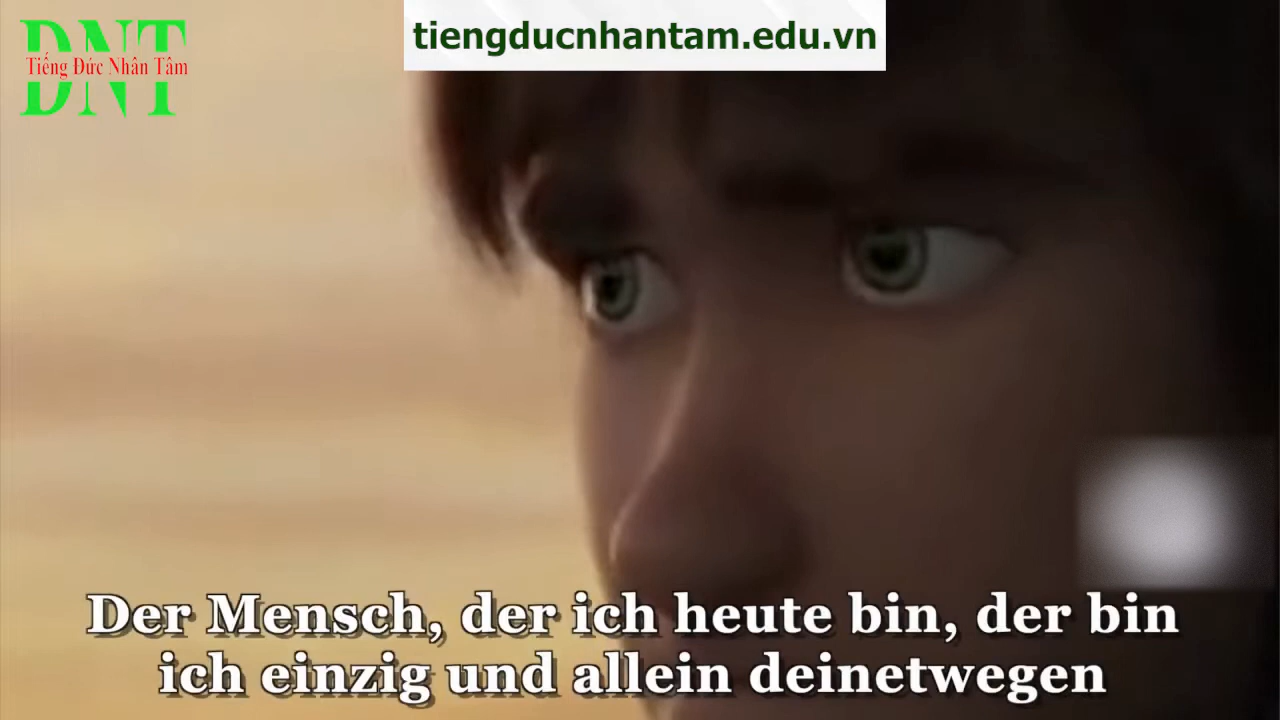 DNT
Tiếng Đức Nhân Tâm
tiengducnhantam.edu.vn
Der Mensch, der ich heute bin, der bin
ich einzig und allein deinetwegen